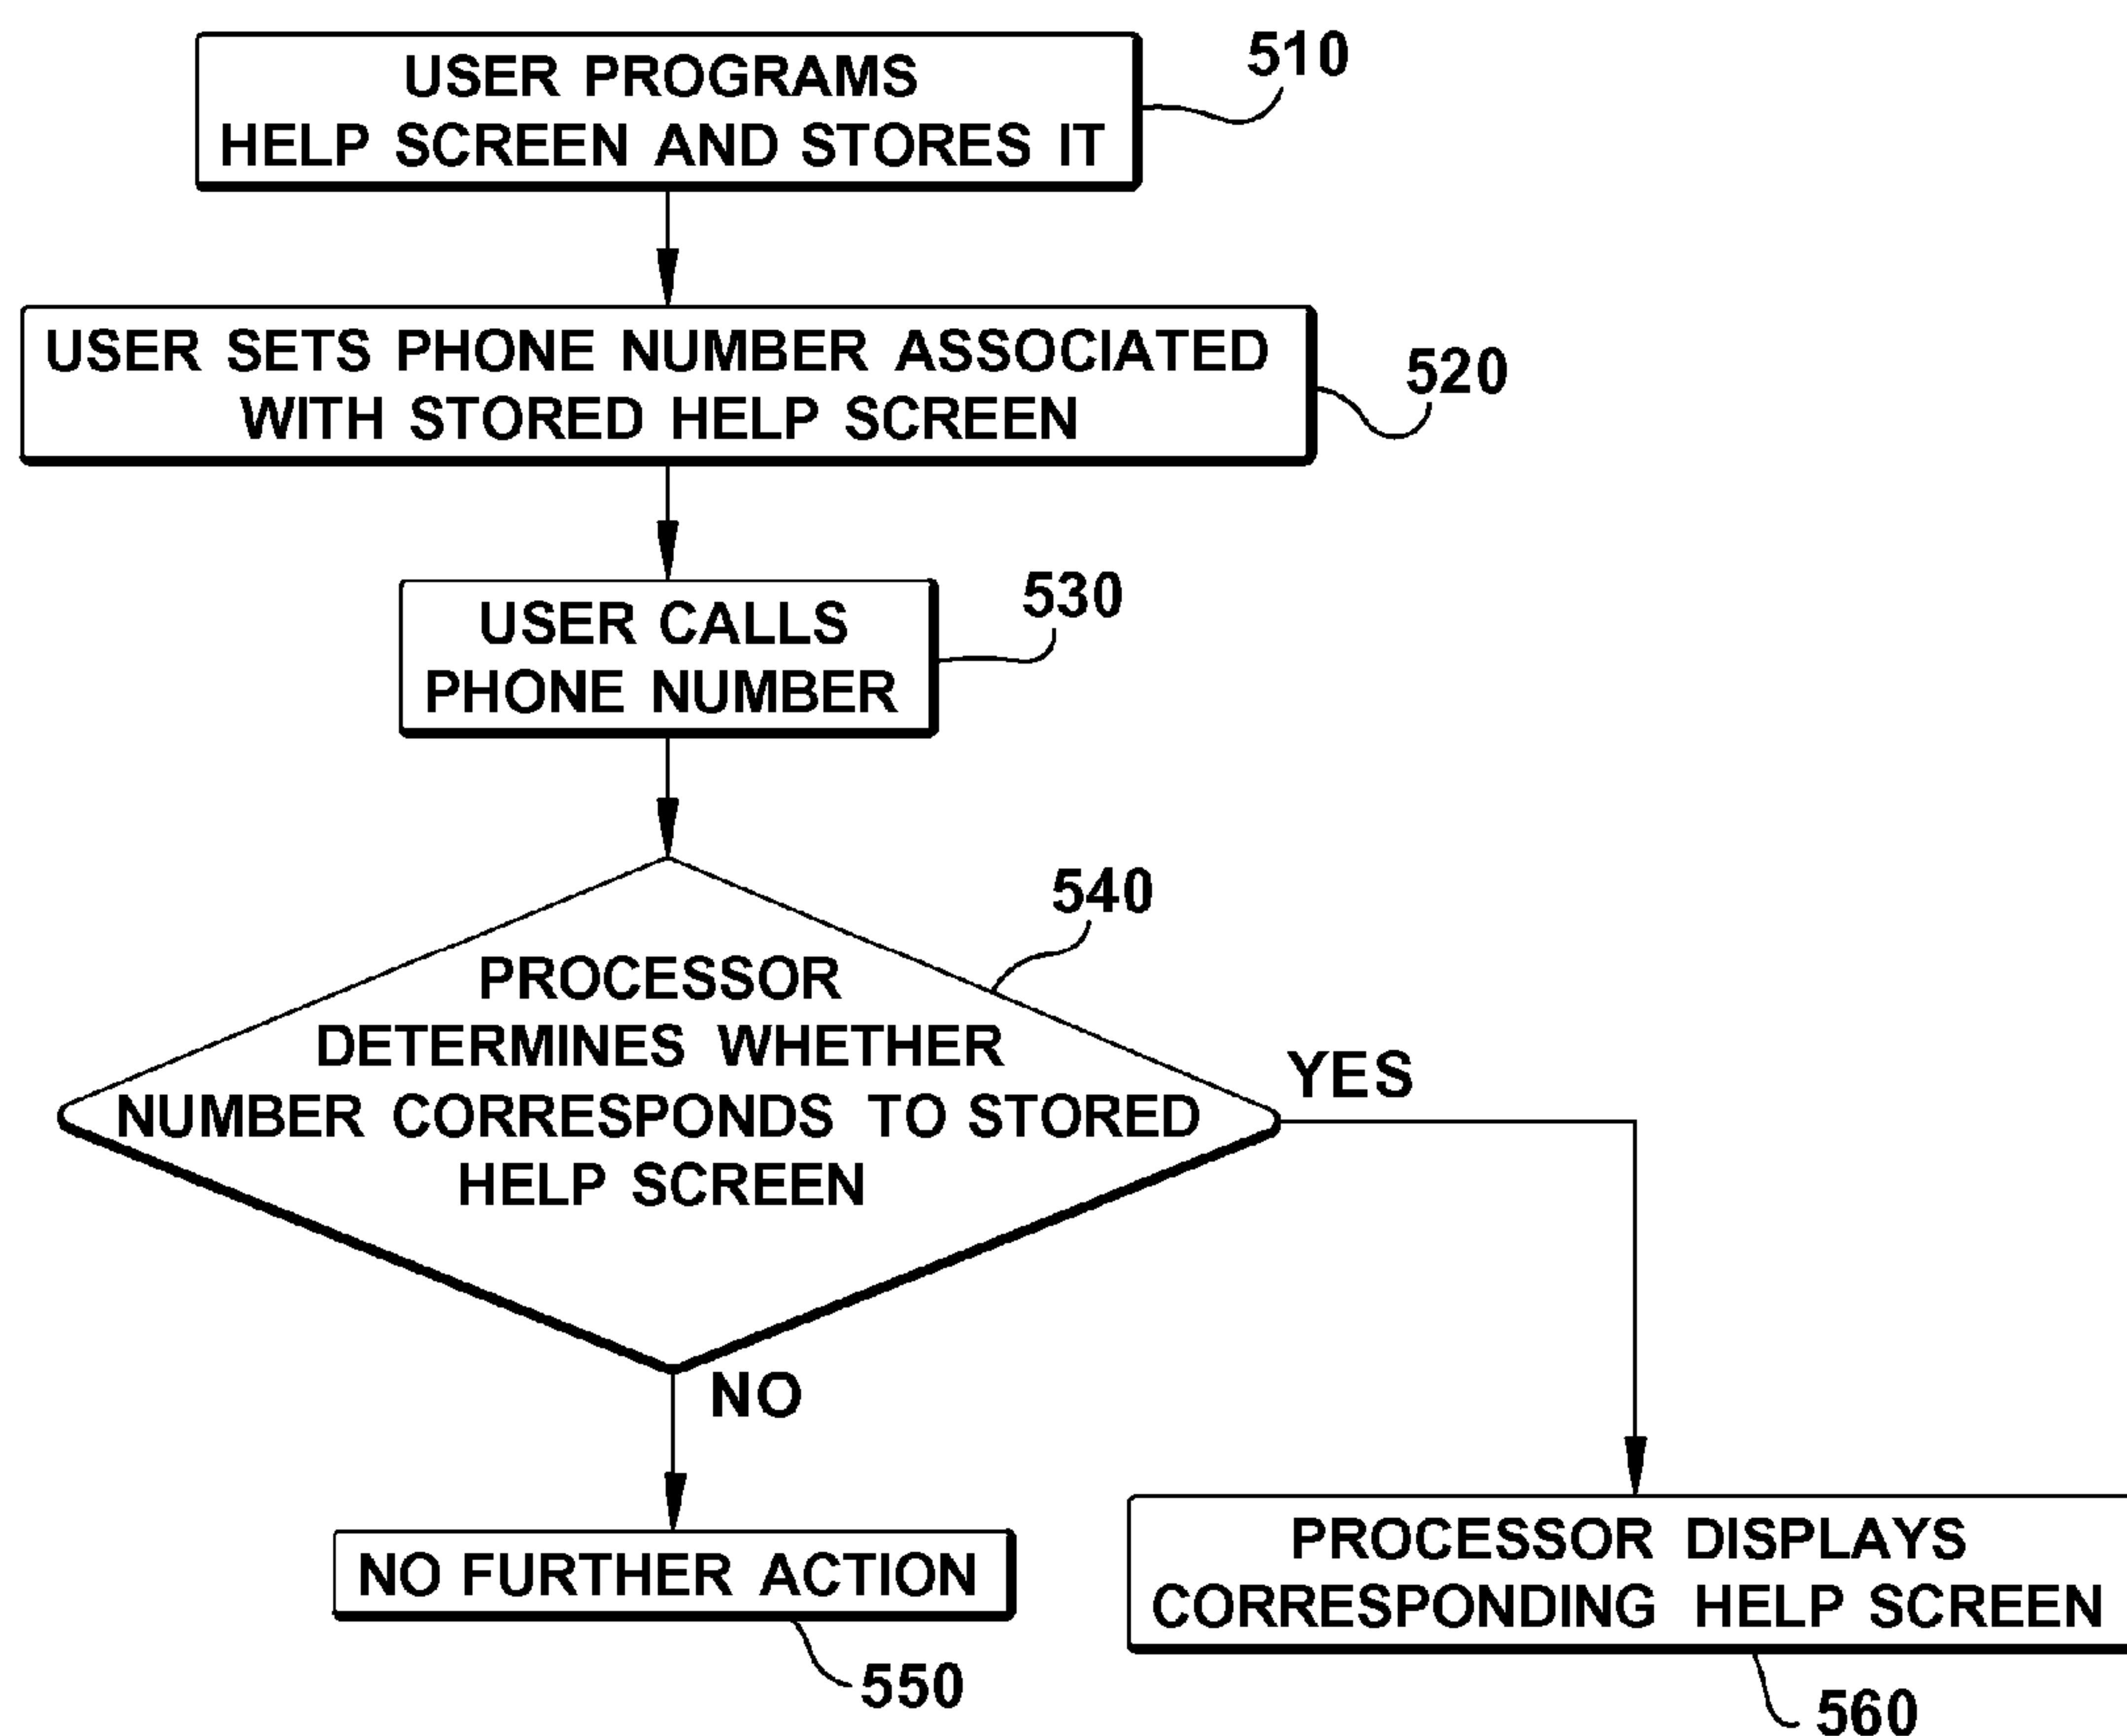 USER PROGRAMS
HELP SCREEN AND STORES IT
510
USER SETS PHONE NUMBER ASSOCIATED
WITH STORED HELP SCREEN
520
USER CALLS
PHONE NUMBER
530
540
PROCESSOR
DETERMINES WHETHER
NUMBER CORRESPONDS TO STORED
HELP SCREEN
YES
NO
NO FURTHER ACTION
550
PROCESSOR DISPLAYS
CORRESPONDING HELP SCREEN
560